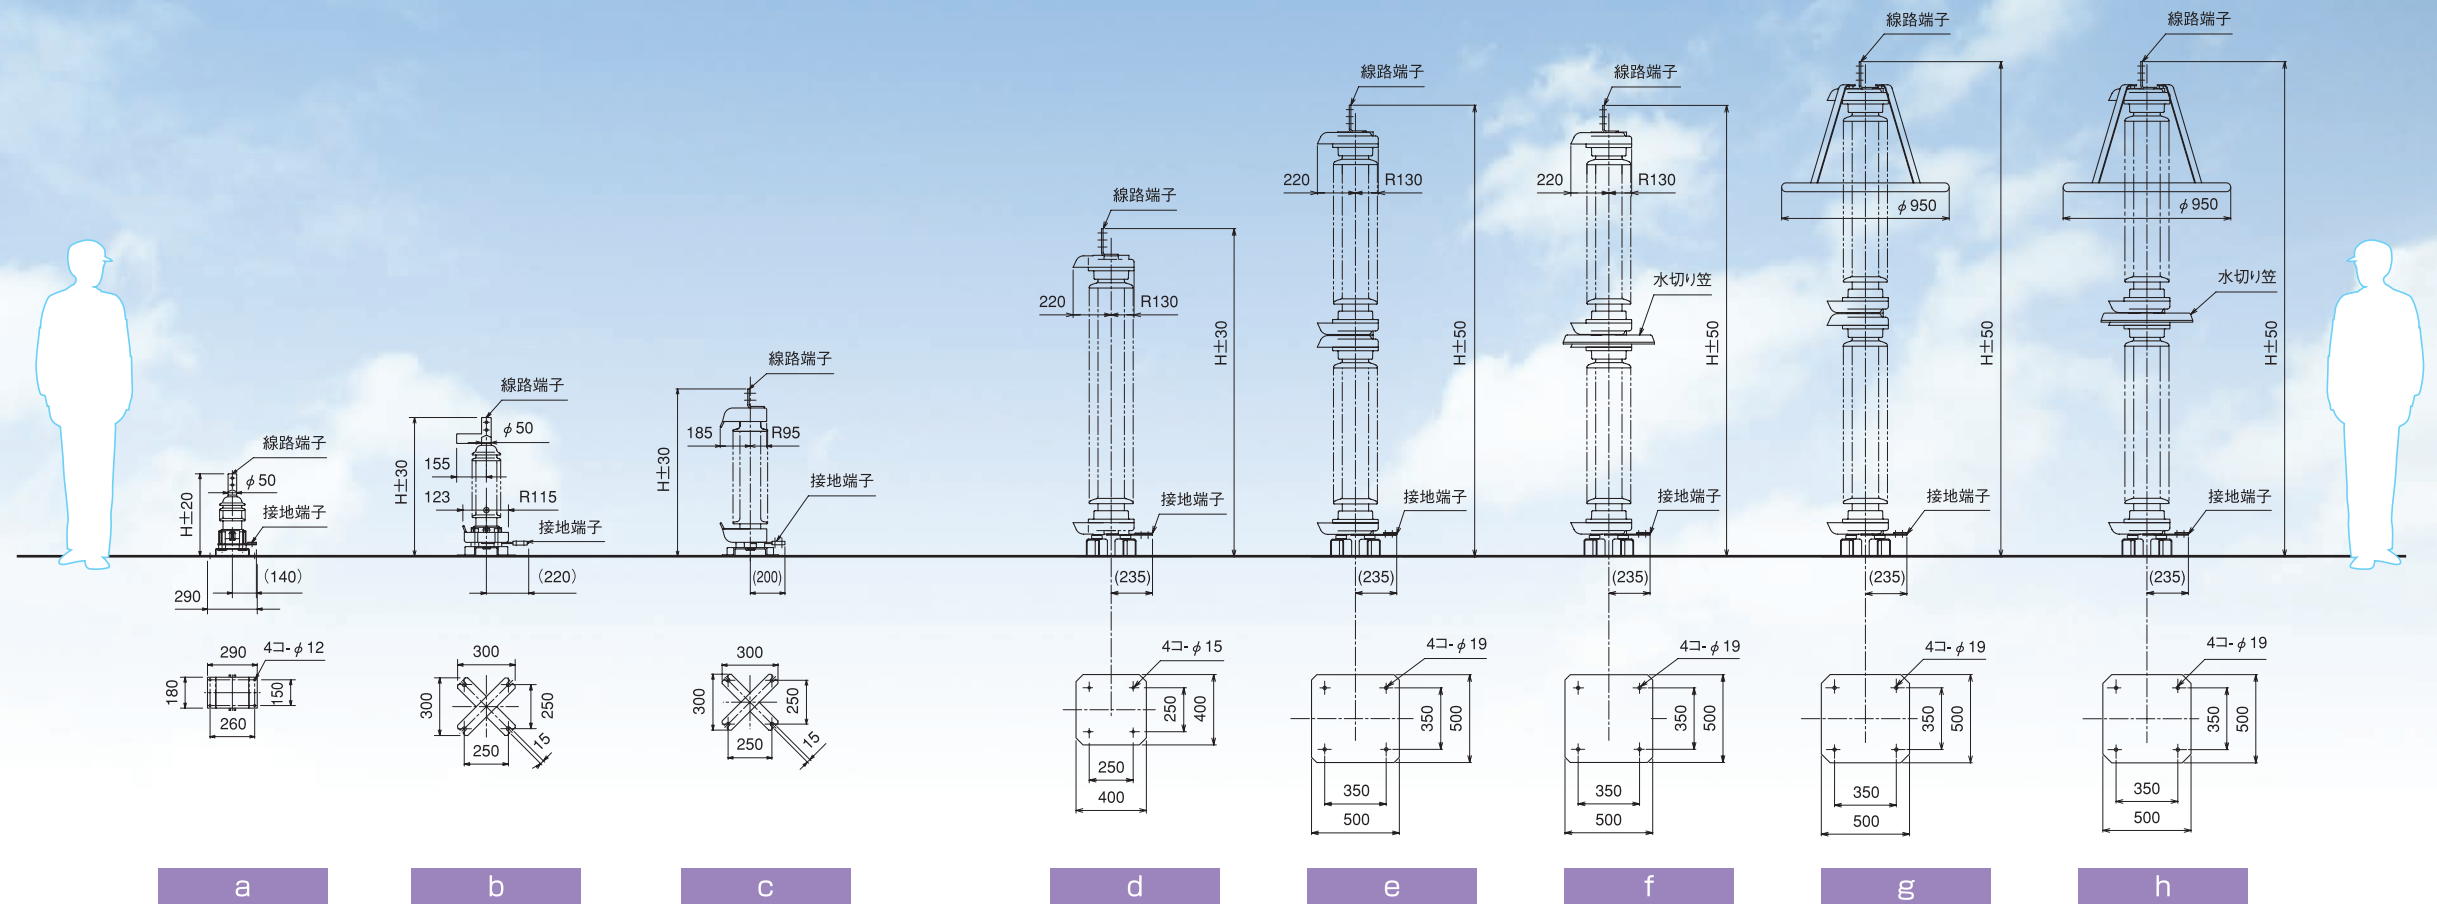 線路端子
φ50
H±20
接地端子
(140)
290
290
4コ-φ12
180
150
260
a
線路端子
φ50
H±30
155
123
R115
接地端子
(220)
300
300
250
250
15
b
線路端子
H±30
185
R95
接地端子
(200)
300
300
250
250
15
c
線路端子
220
R130
H±30
接地端子
(235)
4コ-φ15
250
400
250
400
d
線路端子
220
R130
H±50
接地端子
(235)
4コ-φ19
350
500
350
500
e
線路端子
220
R130
水切り笠
H±50
接地端子
(235)
4コ-φ19
350
500
350
500
f
線路端子
φ950
H±50
接地端子
(235)
4コ-φ19
350
500
350
500
g
線路端子
φ950
水切り笠
H±50
接地端子
(235)
4コ-φ19
350
500
350
500
h